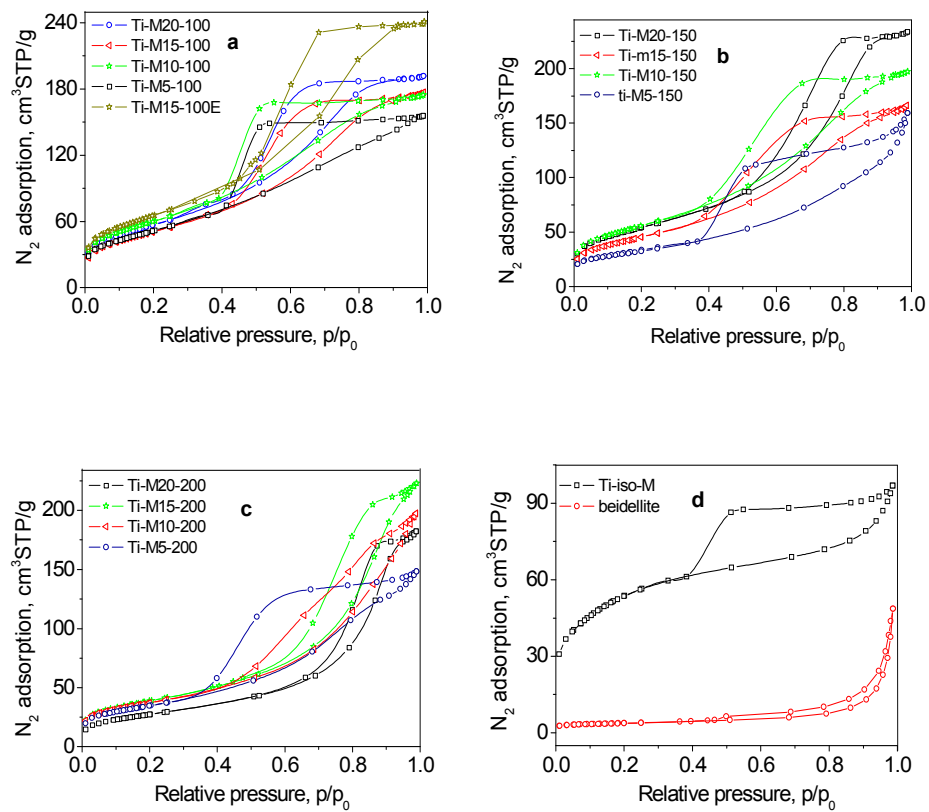 a
Ti-M20-100
Ti-M15-100
Ti-M10-100
Ti-M5-100
Ti-M15-100E
240
180
120
60
0
0.0 0.2 0.4 0.6 0.8 1.0
N2 adsorption, cm3STP/g
Relative pressure, p/p0
b
Ti-M20-150
Ti-m15-150
Ti-M10-150
ti-M5-150
200
150
100
50
0
0.0 0.2 0.4 0.6 0.8 1.0
N2 adsorption, cm3STP/g
Relative pressure, p/p0
c
Ti-M20-200
Ti-M15-200
Ti-M10-200
Ti-M5-200
200
150
100
50
0
0.0 0.2 0.4 0.6 0.8 1.0
N2 adsorption, cm3STP/g
Relative pressure, p/p0
d
Ti-iso-M
beidellite
90
60
30
0
0.0 0.2 0.4 0.6 0.8 1.0
N2 adsorption, cm3STP/g
Relative pressure, p/p0